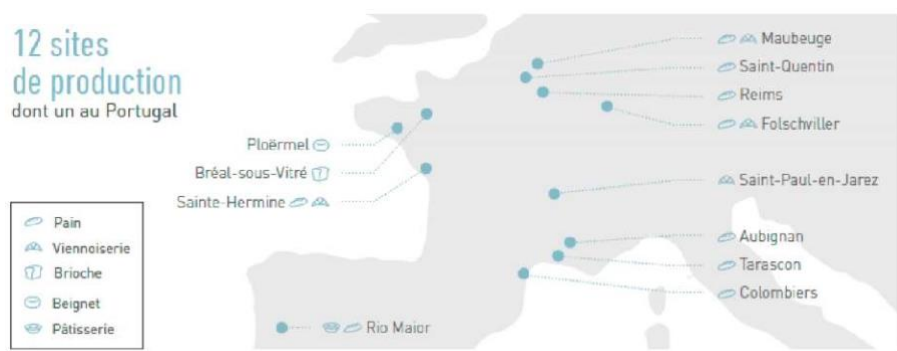 12 sites
de production
dont un au Portugal
Maubeuge
Saint-Quentin
Reims
Folschviller
Ploërmel
Bréal-sous-Vitré
Sainte-Hermine
Saint-Paul-en-Jarez
Aubignan
Tarascon
Colombiers
Rio Maior
Pain
Viennoiserie
Brioche
Beignet
Pâtisserie